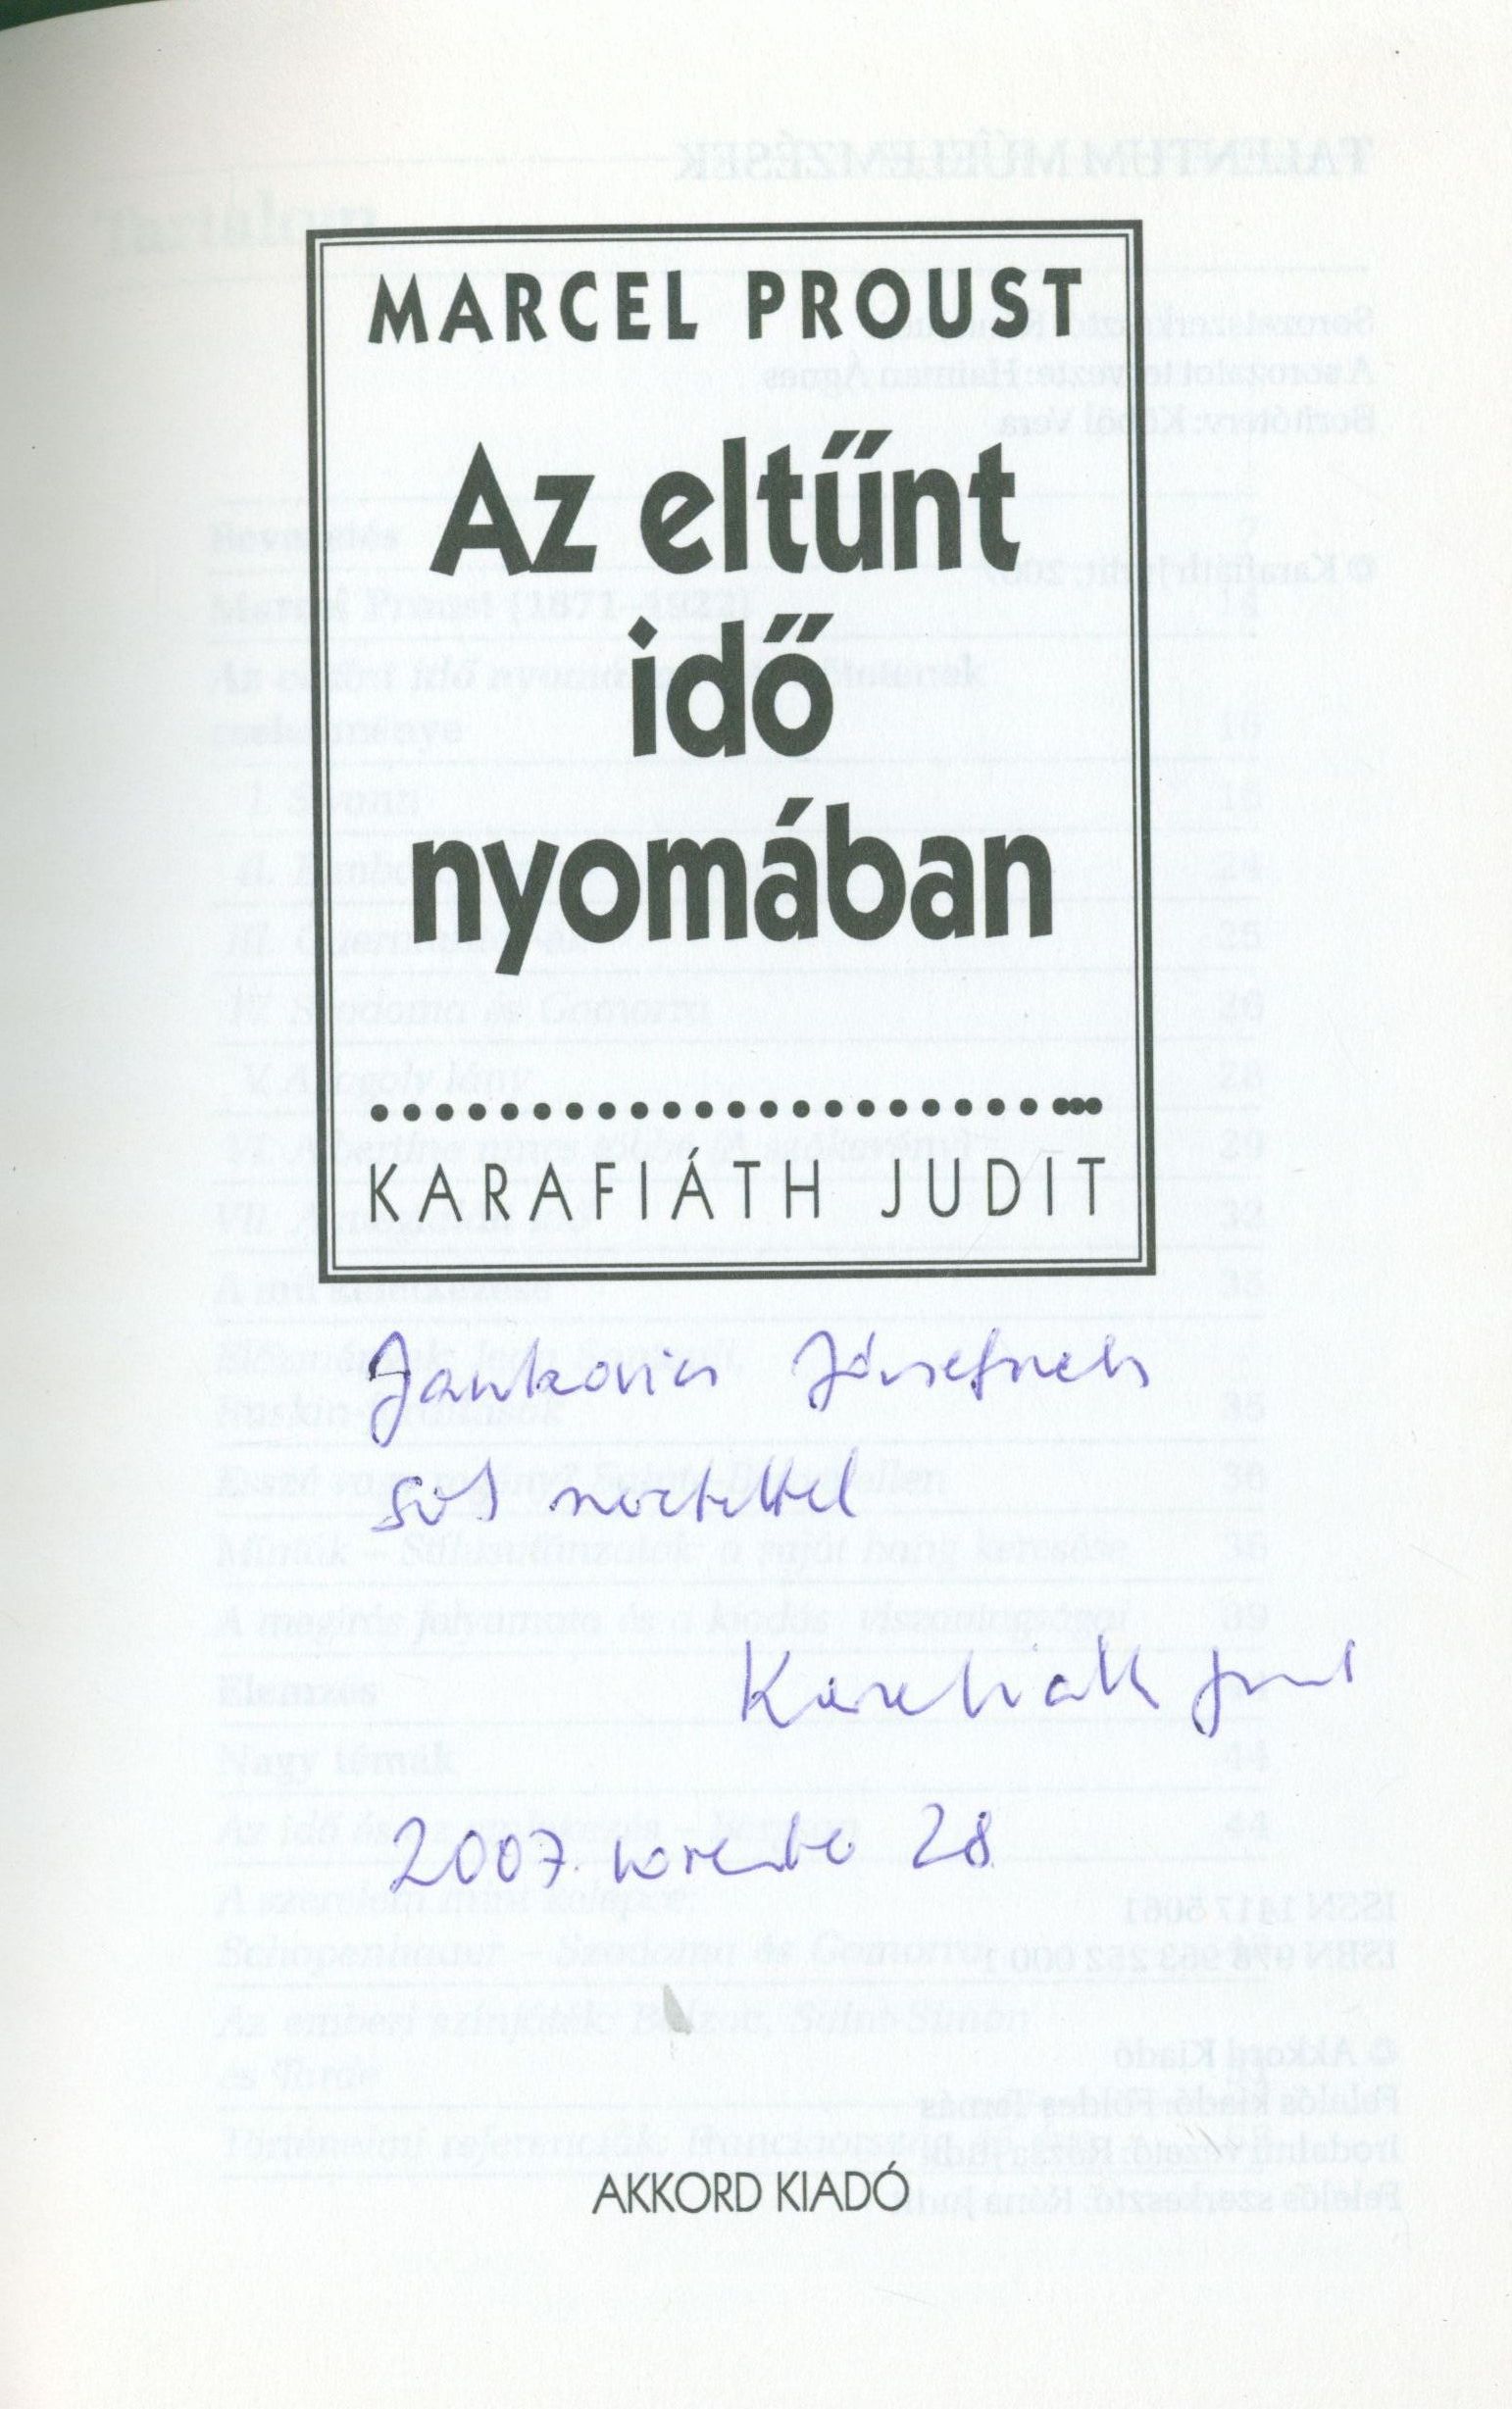 MARCEL PROUST
Az eltűnt
idő
nyomában
KARAFIÁTH JUDIT
Jankovics Józsefnek
sok szeretettel
Karafiáth Judit
2007. november 28
AKKORD KIADÓ